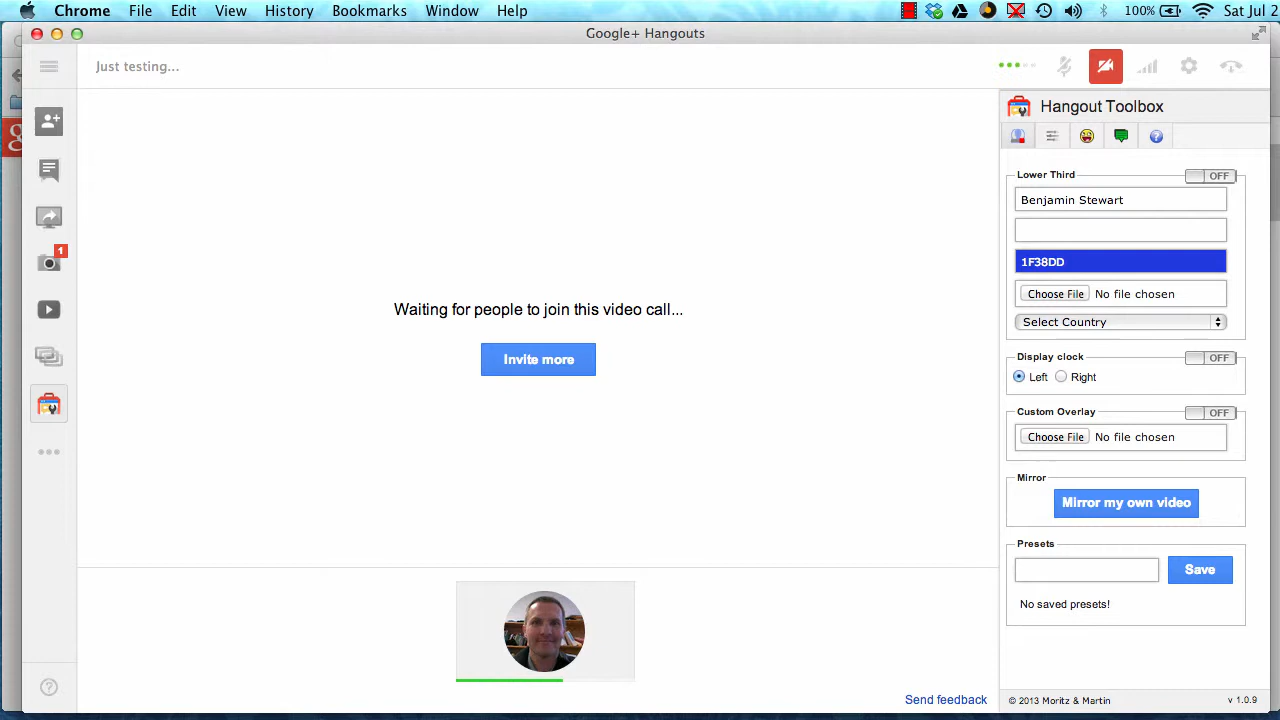 Chrome File Edit View History Bookmarks Window Help 100% Sat Jul 2
Google+ Hangouts
Just testing...
1
Waiting for people to join this video call...
Invite more
Send feedback
Hangout Toolbox
Lower Third OFF
Benjamin Stewart
1F38DD
Choose File No file chosen
Select Country
Display clock OFF
Left Right
Custom Overlay OFF
Choose File No file chosen
Mirror
Mirror my own video
Presets
Save
No saved presets!
© 2013 Moritz & Martin v 1.0.9